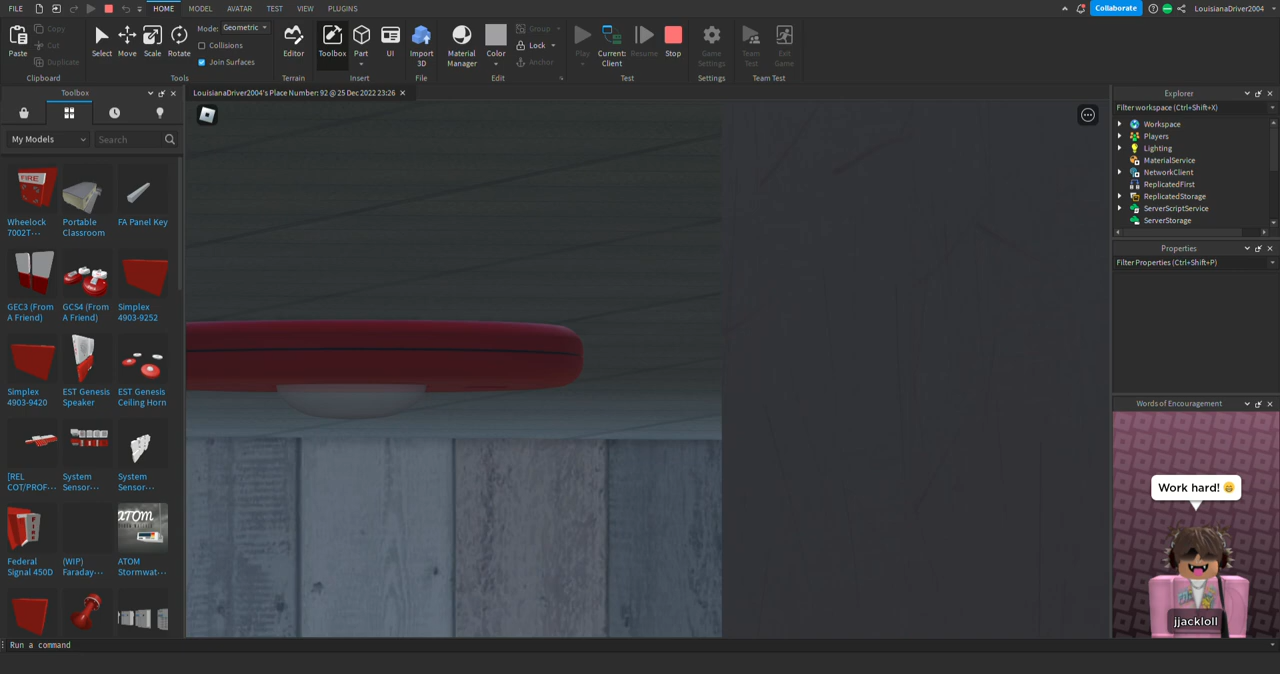 FILE
HOME
MODEL
AVATAR
TEST
VIEW
PLUGINS
Collaborate
LouisianaDriver2004
Paste
Copy
Cut
Duplicate
Clipboard
Select
Move
Scale
Rotate
Mode: Geometric
Collisions
Join Surfaces
Tools
Editor
Terrain
Toolbox
Part
UI
Insert
Import
3D
File
Material
Manager
Color
Group
Lock
Anchor
Edit
Play
Current:
Client
Resume
Stop
Test
Game
Settings
Settings
Team
Test
Exit
Game
Team Test
Toolbox
My Models
Search
FIRE
Wheelock
7002T···
Portable
Classroom
FA Panel Key
GEC3 (From
A Friend)
GCS4 (From
A Friend)
Simplex
4903-9252
Simplex
4903-9420
EST Genesis
Speaker
EST Genesis
Ceiling Horn
[REL
COT/PROF···
System
Sensor···
System
Sensor···
Federal
Signal 450D
(WIP)
Faraday···
ATOM
ATOM
Stormwat···
LouisianaDriver2004's Place Number: 92 @ 25 Dec 2022 23:26
Explorer
Filter workspace (Ctrl+Shift+X)
Workspace
Players
Lighting
MaterialService
NetworkClient
ReplicatedFirst
ReplicatedStorage
ServerScriptService
ServerStorage
Properties
Filter Properties (Ctrl+Shift+P)
Words of Encouragement
Work hard! 😁
jjackloll
Run a command